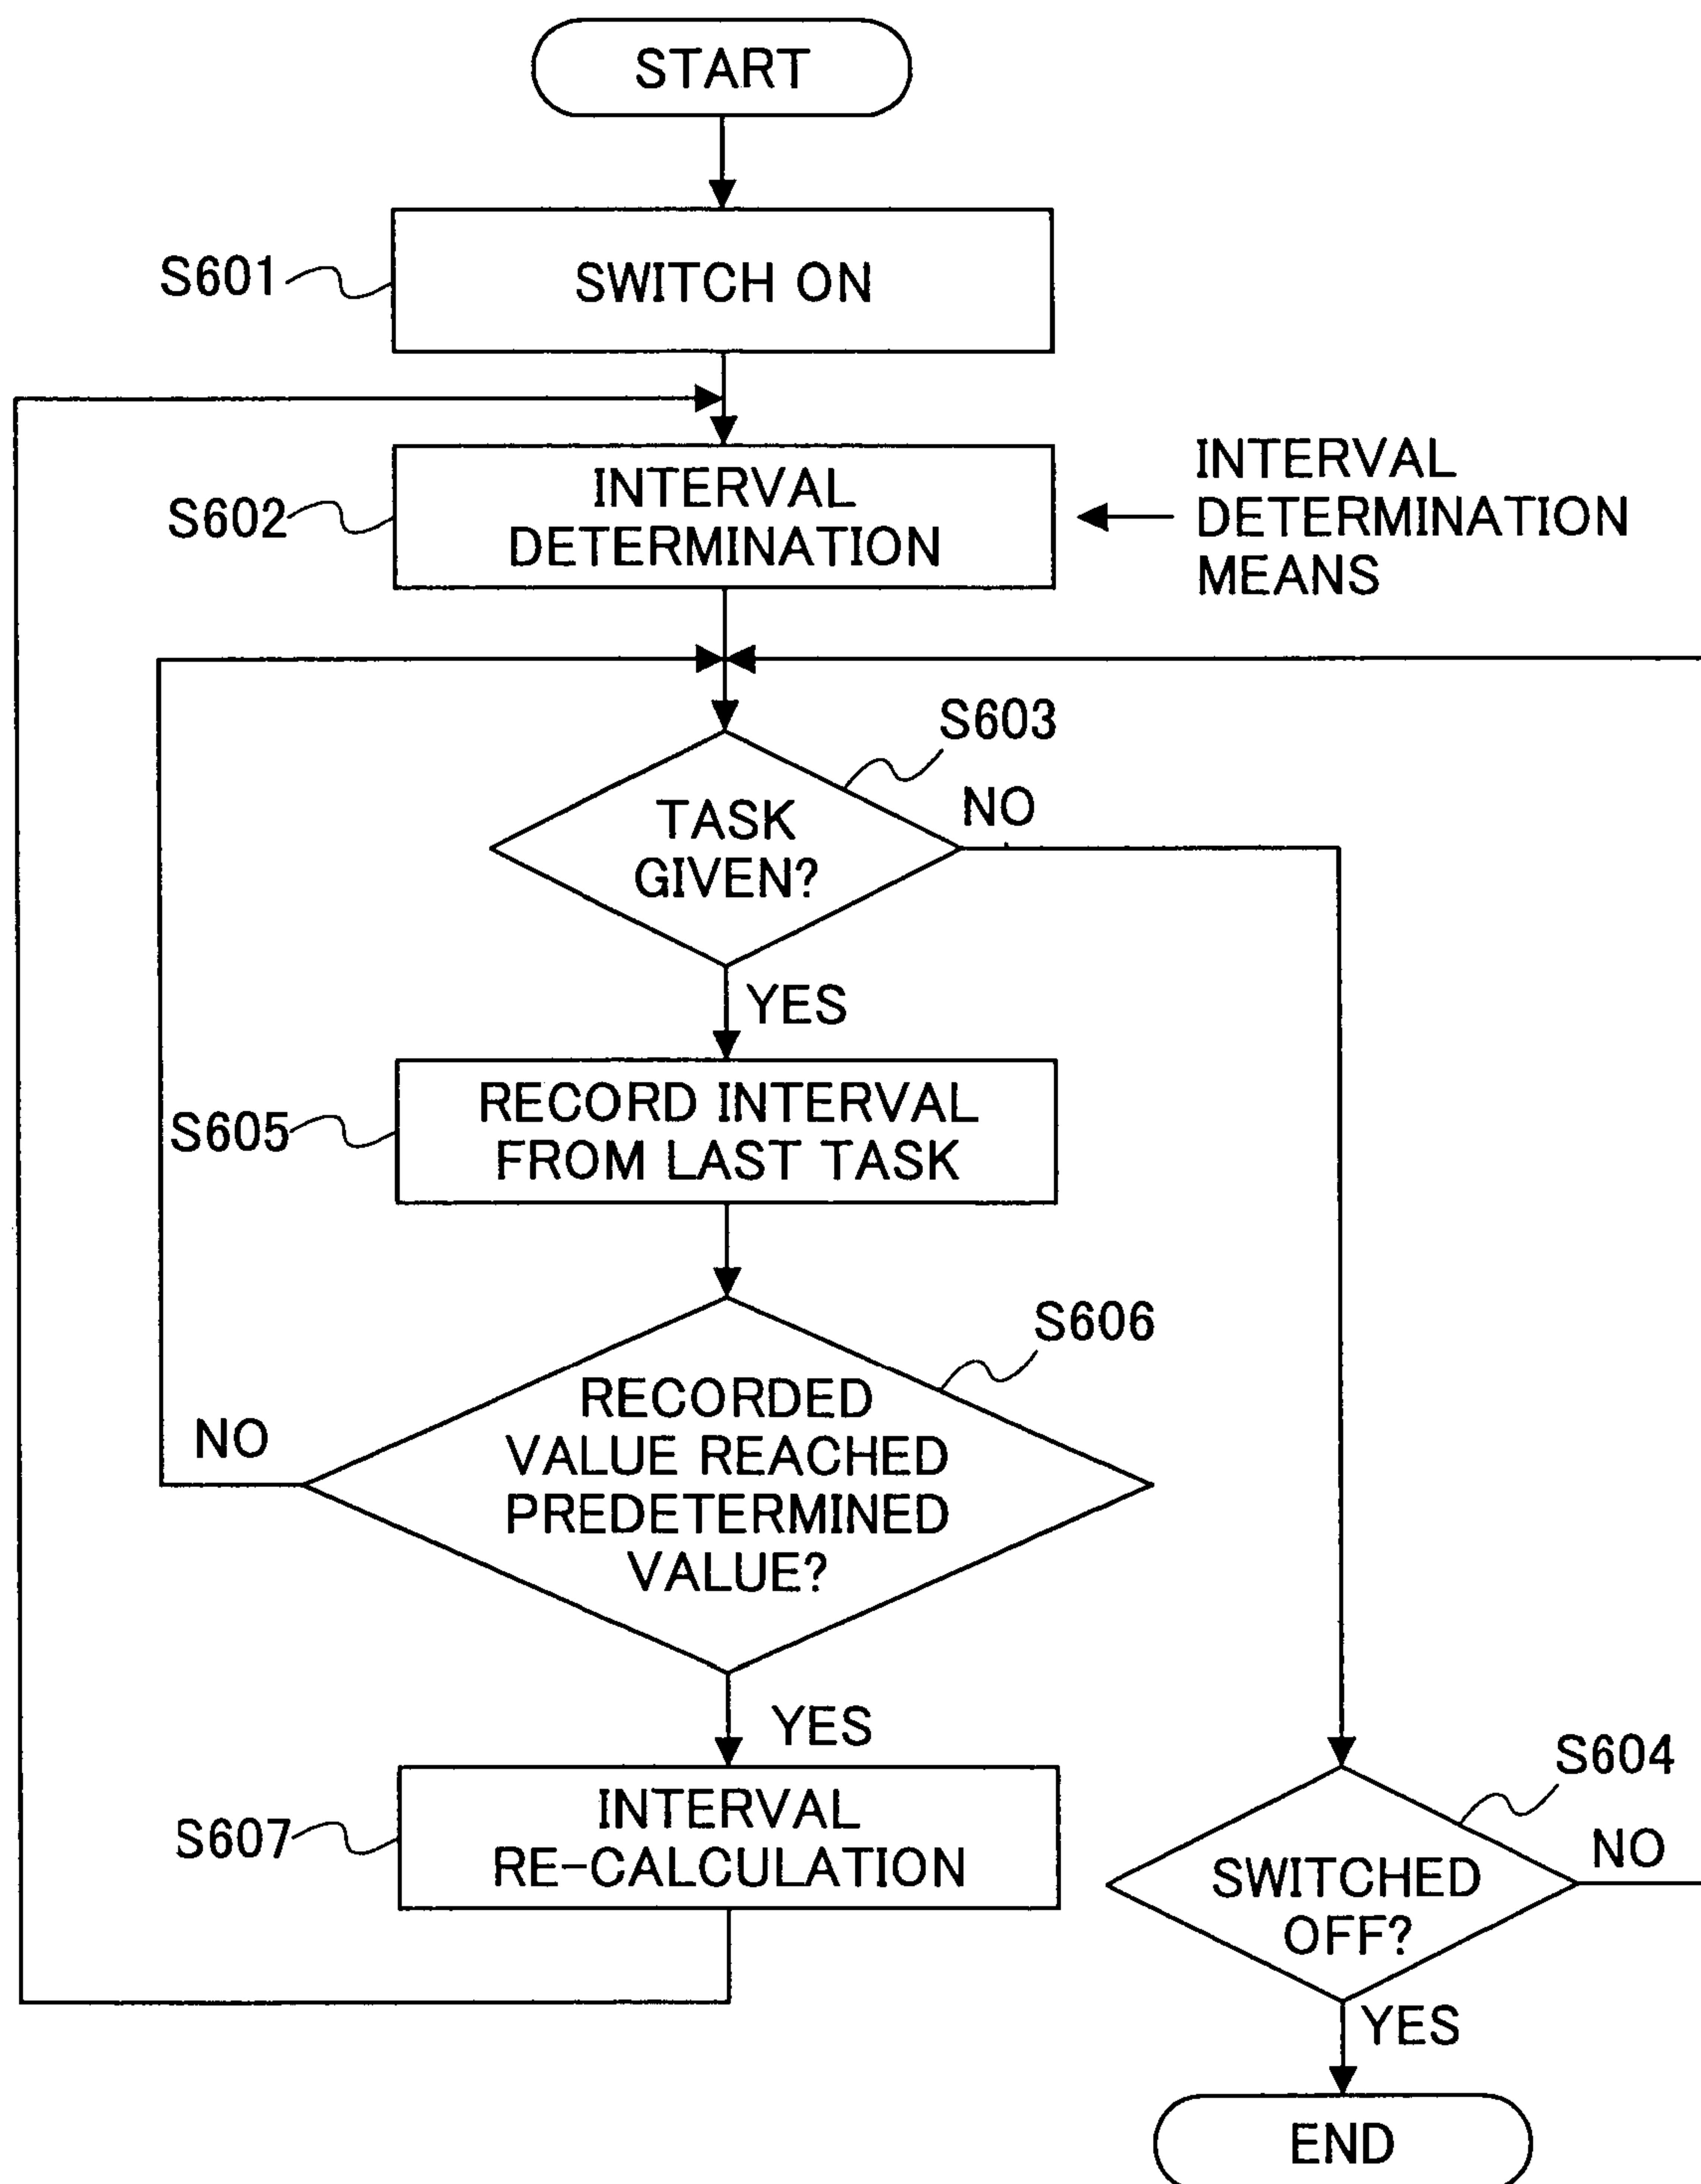 START
S601
SWITCH ON
S602
INTERVAL
DETERMINATION
INTERVAL
DETERMINATION
MEANS
S603
TASK
GIVEN?
NO
YES
S605
RECORD INTERVAL
FROM LAST TASK
S606
RECORDED
VALUE REACHED
PREDETERMINED
VALUE?
NO
YES
S607
INTERVAL
RE-CALCULATION
S604
SWITCHED
OFF?
NO
YES
END